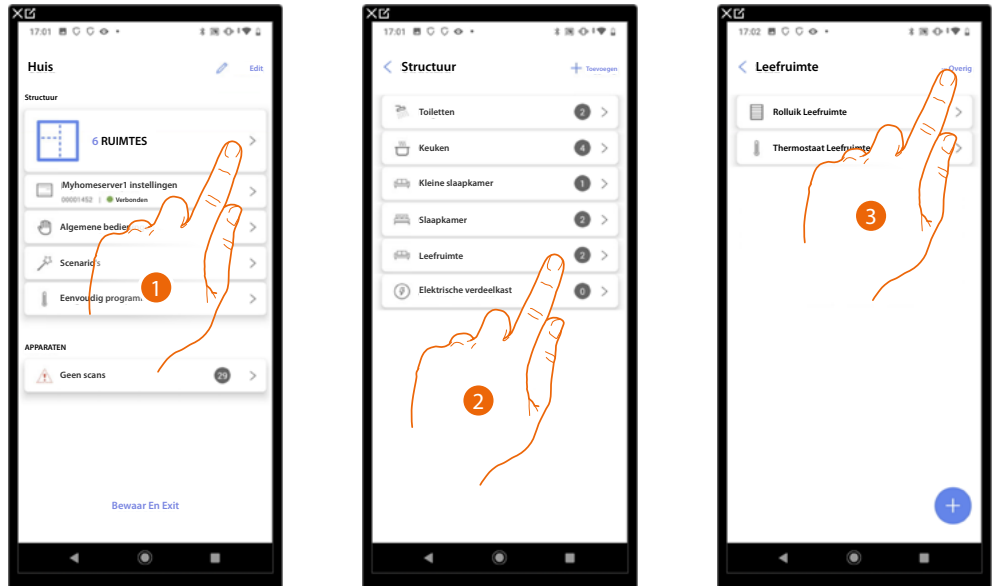 17:01
Huis
Edit
Structuur
6 RUIMTES
Myhomeserver1 instellingen
00001452 | Verbonden
Algemene bedien
Scenario's
Eenvoudig program
1
APPARATEN
Geen scans 29
Bewaar En Exit
17:01
Structuur
Toevoegen
Toiletten 2
Keuken 4
Kleine slaapkamer 1
Slaapkamer 2
Leefruimte 2
Elektrische verdeelkast 0
2
17:02
Leefruimte
Overig
Rolluik Leefruimte
Thermostaat Leefruimte
3